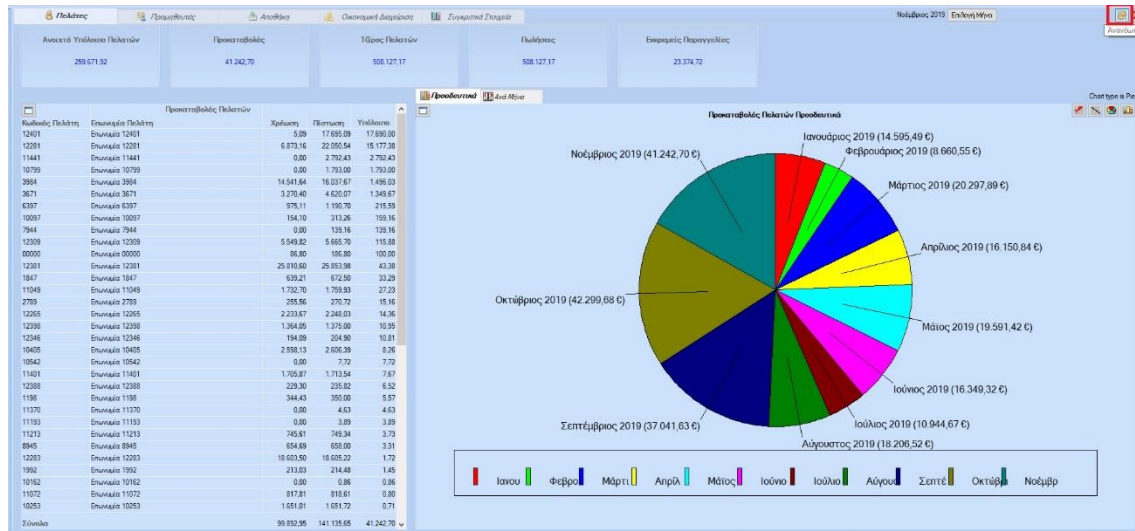 Πελάτες Προμηθευτές Αποθήκη Οικονομική Διαχείριση Συγκριτικά Στοιχεία Νοέμβριος 2019 Επιλογή Μήνα
Ανοικτό Υπόλοιπο Πελατών Προκαταβολές Τζίρος Πελατών Πωλήσεις Εκκρεμείς Παραγγελίες
259.671,92 41.242,70 508.127,17 508.127,17 23.374,72
Προοδευτικά Ανά Μήνα
Chart type is Pie
Προκαταβολές Πελατών
Κωδικός Πελάτη Επωνυμία Πελάτη Χρέωση Πίστωση Υπόλοιπο
12401 Επωνυμία 12401 5,09 17.695,09 17.690,00
12281 Επωνυμία 12281 6.873,16 22.050,54 15.177,38
11441 Επωνυμία 11441 0,00 2.792,43 2.792,43
10799 Επωνυμία 10799 0,00 1.793,00 1.793,00
3984 Επωνυμία 3984 14.541,64 16.037,67 1.496,03
3671 Επωνυμία 3671 3.270,40 4.620,07 1.349,67
6397 Επωνυμία 6397 975,11 1.190,70 215,59
10097 Επωνυμία 10097 154,10 313,26 159,16
7944 Επωνυμία 7944 0,00 139,16 139,16
12309 Επωνυμία 12309 5.549,82 5.665,70 115,88
00000 Επωνυμία 00000 86,80 186,80 100,00
12381 Επωνυμία 12381 25.810,60 25.853,98 43,38
1847 Επωνυμία 1847 639,21 672,50 33,29
11049 Επωνυμία 11049 1.732,70 1.759,93 27,23
2789 Επωνυμία 2789 255,56 270,72 15,16
12265 Επωνυμία 12265 2.233,67 2.248,03 14,36
12398 Επωνυμία 12398 1.364,05 1.375,00 10,95
12346 Επωνυμία 12346 194,09 204,90 10,81
10405 Επωνυμία 10405 2.598,13 2.606,39 8,26
10542 Επωνυμία 10542 0,00 7,72 7,72
11401 Επωνυμία 11401 1.705,87 1.713,54 7,67
12388 Επωνυμία 12388 229,30 235,82 6,52
1198 Επωνυμία 1198 344,43 350,00 5,57
11370 Επωνυμία 11370 0,00 4,63 4,63
11193 Επωνυμία 11193 0,00 3,89 3,89
11213 Επωνυμία 11213 745,61 749,34 3,73
8945 Επωνυμία 8945 654,69 658,00 3,31
12283 Επωνυμία 12283 18.603,50 18.605,22 1,72
1992 Επωνυμία 1992 213,03 214,48 1,45
10162 Επωνυμία 10162 0,00 0,86 0,86
11072 Επωνυμία 11072 817,81 818,61 0,80
10253 Επωνυμία 10253 1.651,01 1.651,72 0,71
Σύνολα 99.892,95 141.135,65 41.242,70
Προκαταβολές Πελατών Προοδευτικά
Ιανουάριος 2019 (14.595,49 €)
Φεβρουάριος 2019 (8.660,55 €)
Μάρτιος 2019 (20.297,89 €)
Απρίλιος 2019 (16.150,84 €)
Μάϊος 2019 (19.591,42 €)
Ιούνιος 2019 (16.349,32 €)
Ιούλιος 2019 (10.944,67 €)
Αύγουστος 2019 (18.206,52 €)
Σεπτέμβριος 2019 (37.041,63 €)
Οκτώβριος 2019 (42.299,68 €)
Νοέμβριος 2019 (41.242,70 €)
Ιανου Φεβρο Μάρτι Απρίλ Μάϊος Ιούνιο Ιούλιο Αύγου Σεπτέ Οκτώβρ Νοέμβρ